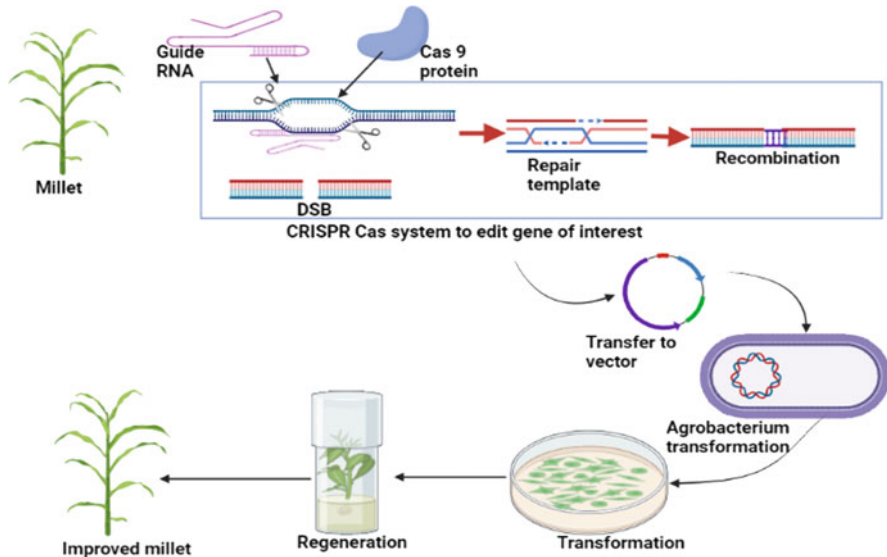 Guide
RNA
Cas 9
protein
Millet
DSB
Repair
template
Recombination
CRISPR Cas system to edit gene of interest
Transfer to
vector
Agrobacterium
transformation
Improved millet
Regeneration
Transformation